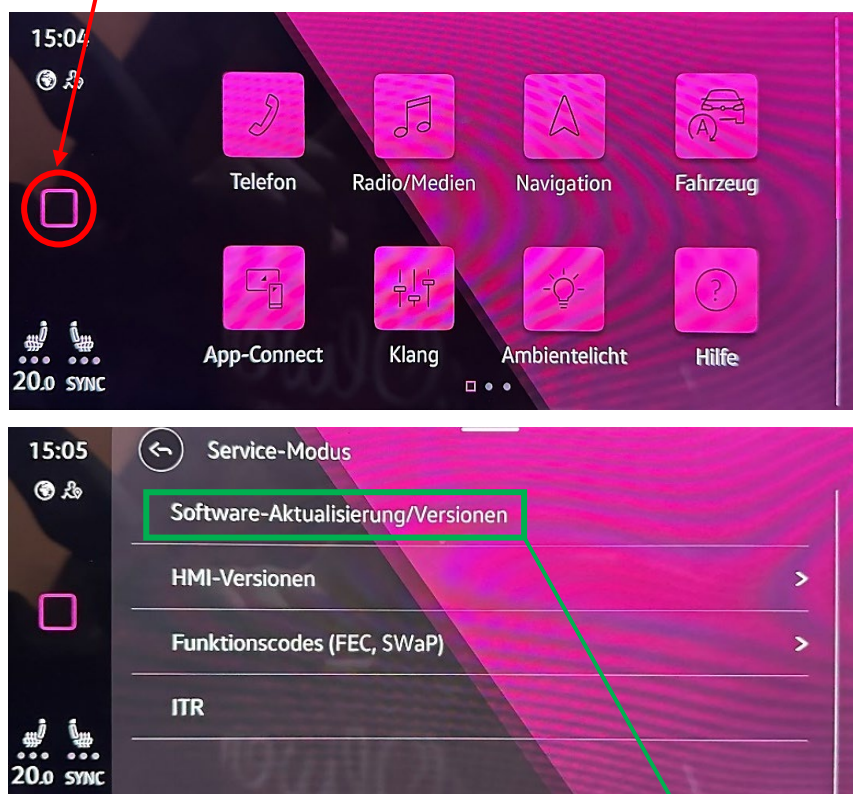 15:04
Telefon Radio/Medien Navigation Fahrzeug
A
App-Connect Klang Ambientelicht Hilfe
?
20.0 SYNC
15:05 Service-Modus
Software-Aktualisierung/Versionen
HMI-Versionen
Funktionscodes (FEC, SWaP)
ITR
20.0 SYNC